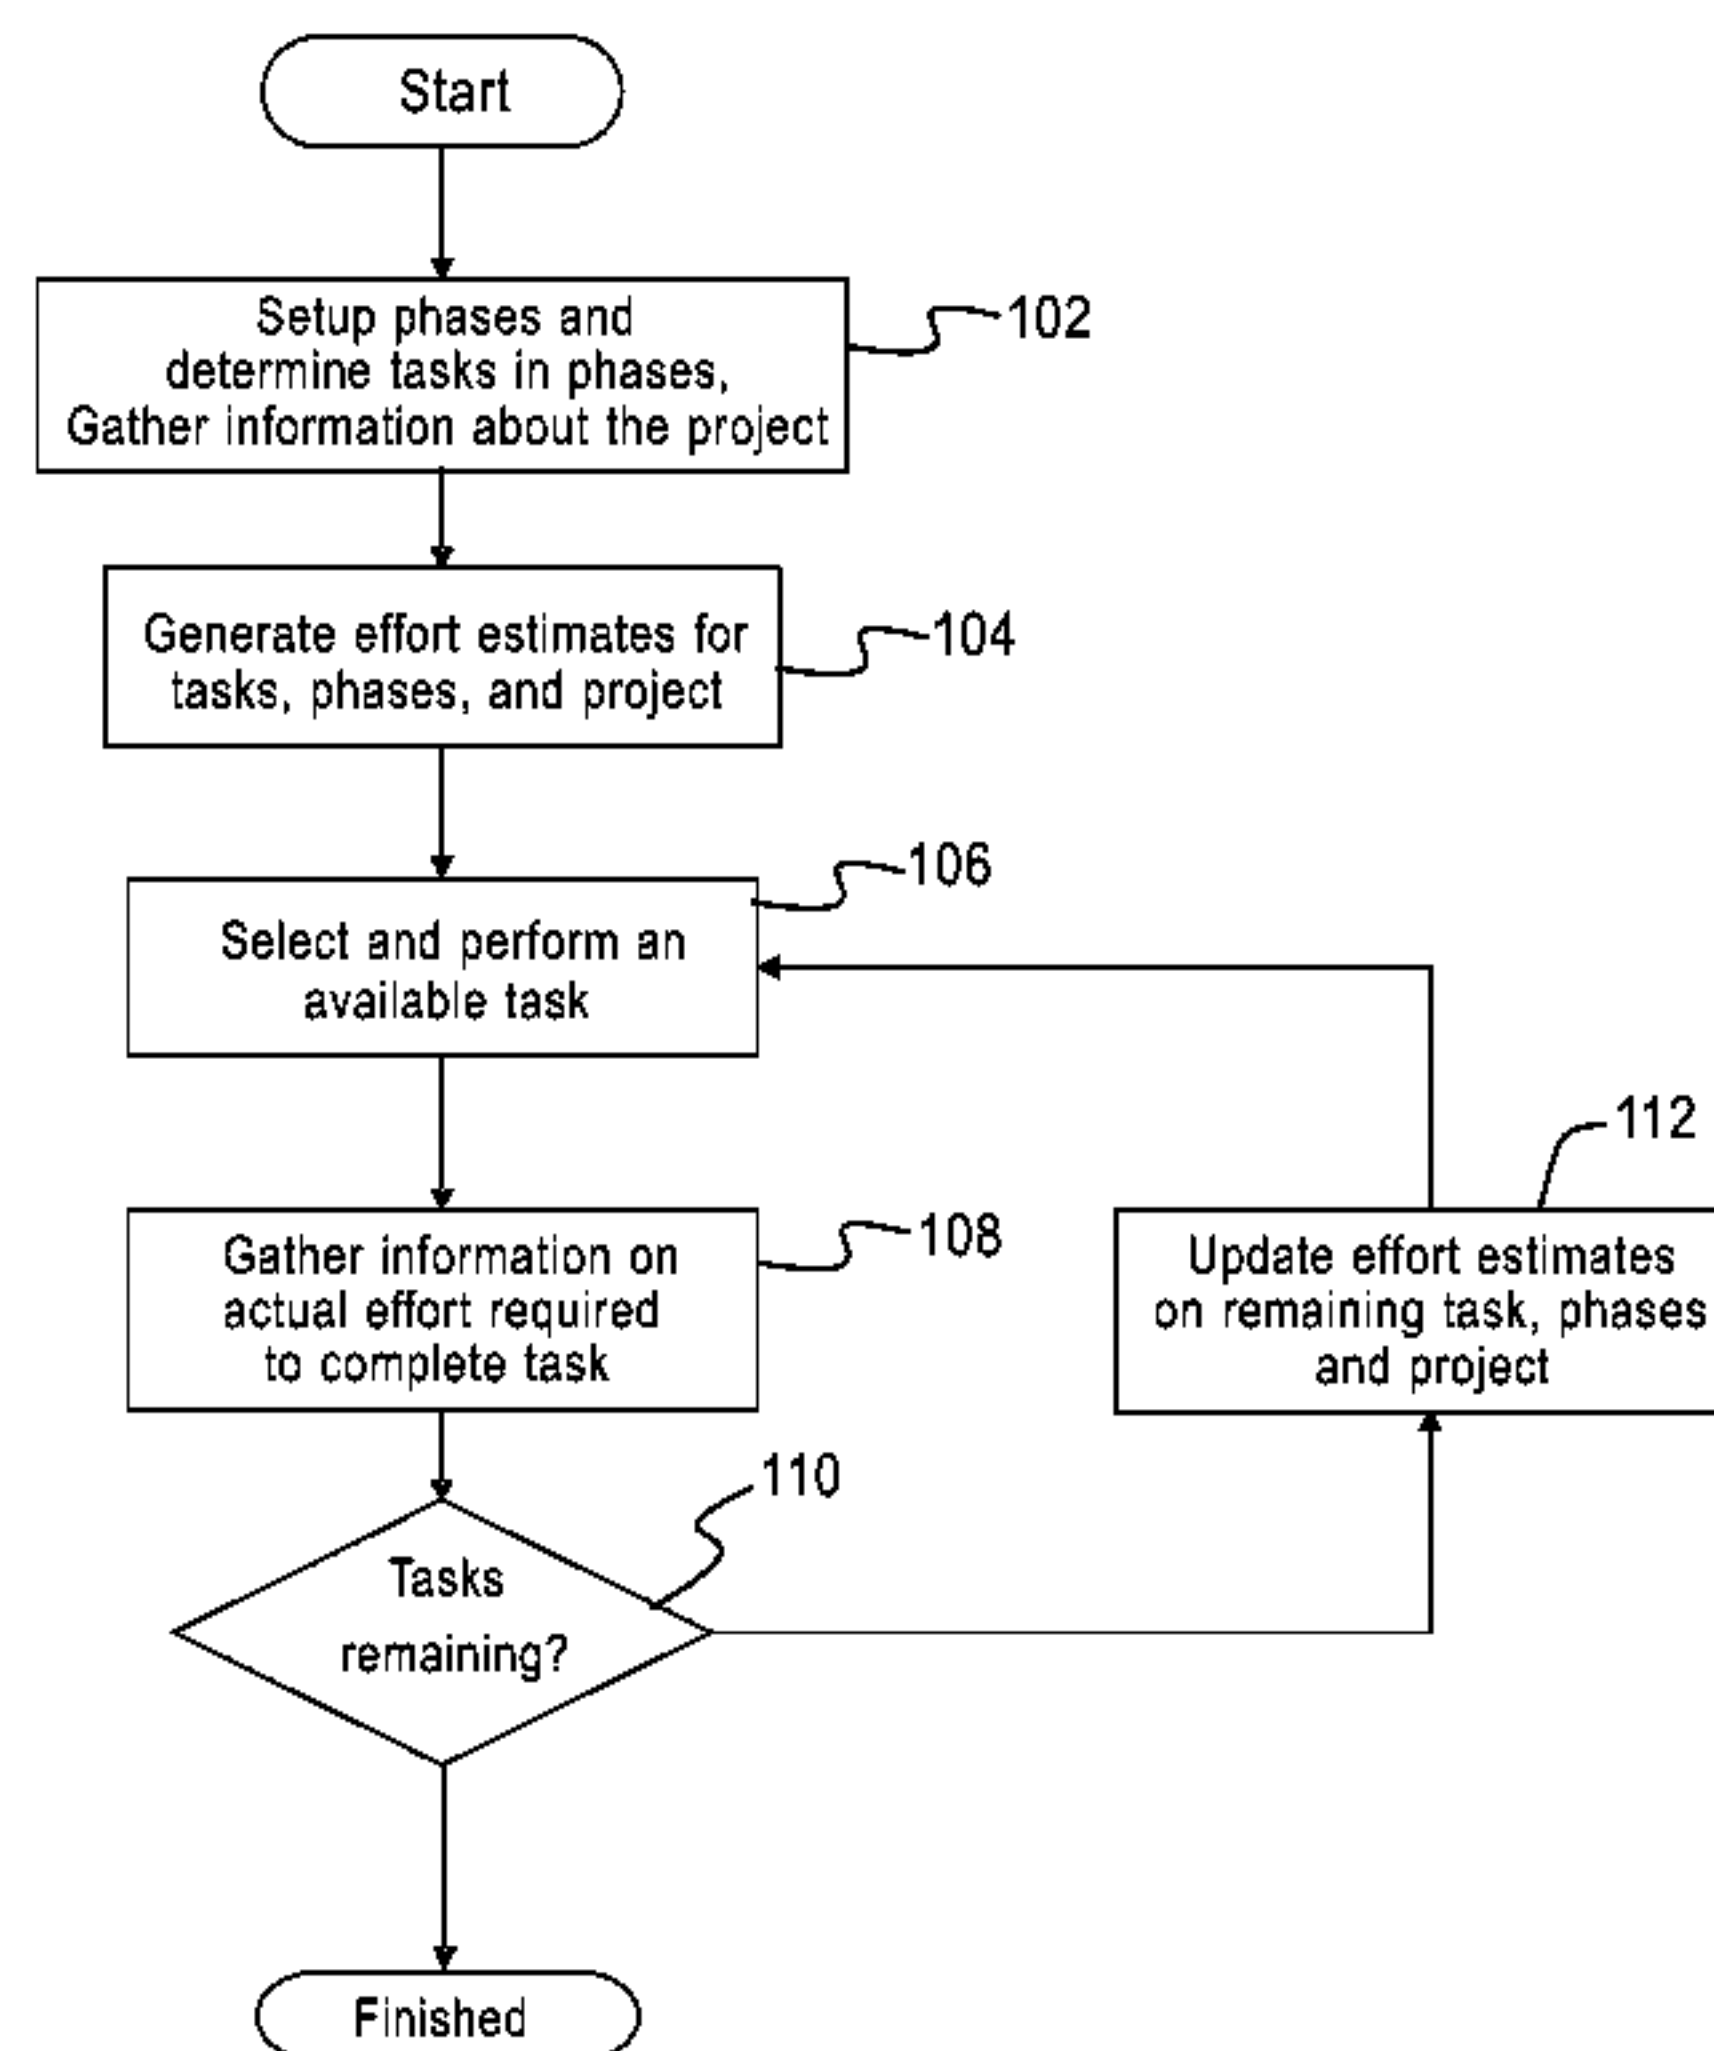 Start
Setup phases and
determine tasks in phases,
Gather information about the project
102
Generate effort estimates for
tasks, phases, and project
104
106
Select and perform an
available task
112
108
Gather information on
actual effort required
to complete task
Update effort estimates
on remaining task, phases
and project
110
Tasks
remaining?
Finished